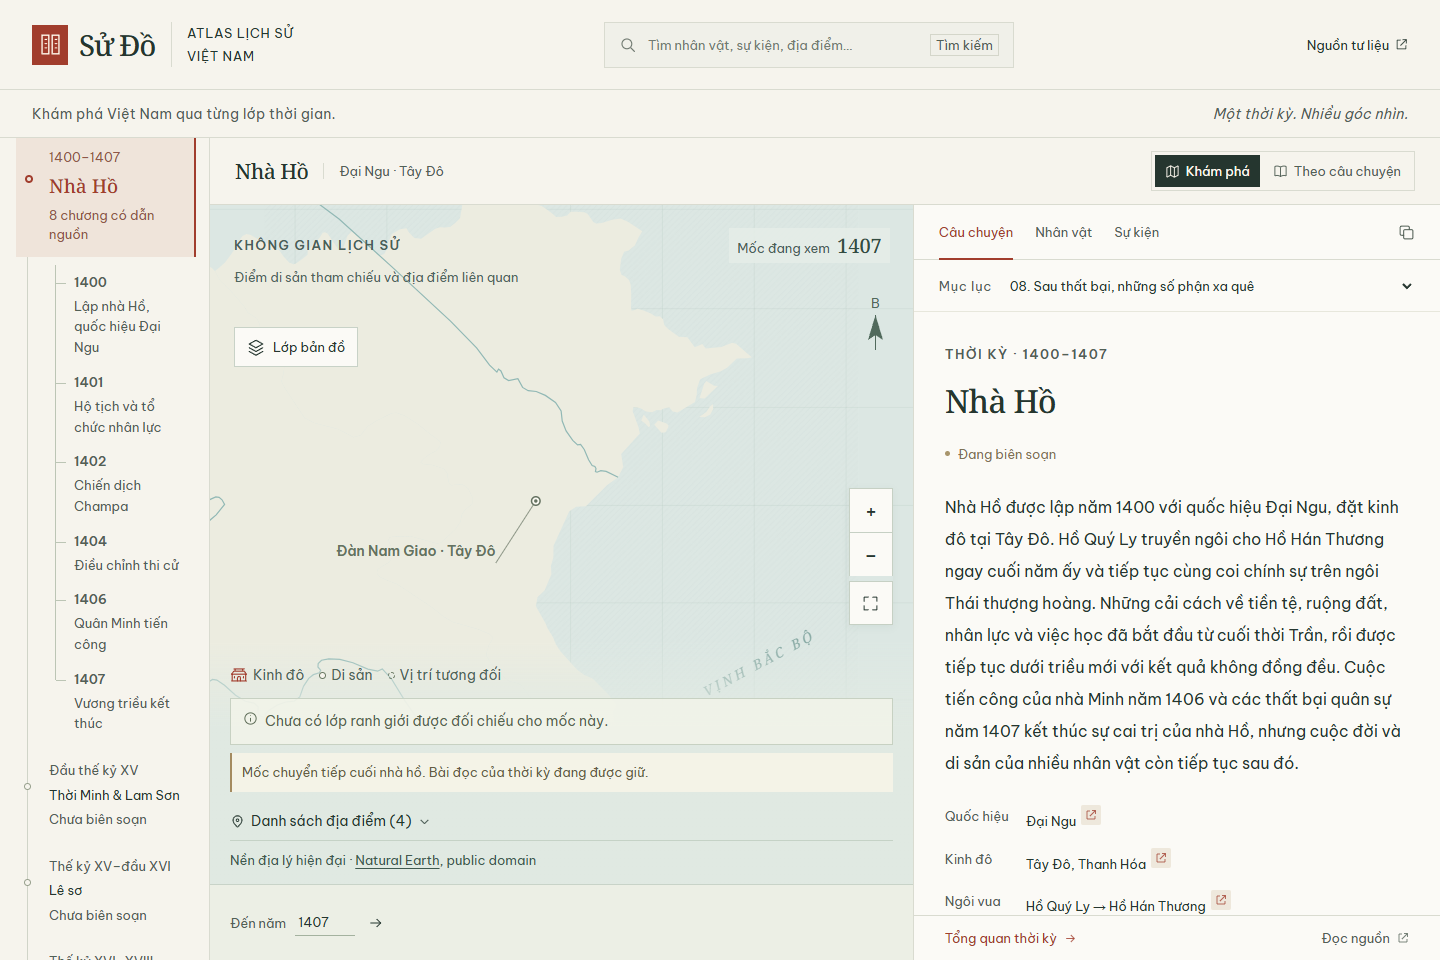 Sử Đồ
ATLAS LỊCH SỬ
VIỆT NAM
Tìm nhân vật, sự kiện, địa điểm...
Tìm kiếm
Nguồn tư liệu
Khám phá Việt Nam qua từng lớp thời gian.
Một thời kỳ. Nhiều góc nhìn.
1400–1407
Nhà Hồ
8 chương có dẫn
nguồn
1400
Lập nhà Hồ,
quốc hiệu Đại
Ngu
1401
Hộ tịch và tổ
chức nhân lực
1402
Chiến dịch
Champa
1404
Điều chỉnh thi cử
1406
Quân Minh tiến
công
1407
Vương triều kết
thúc
Đầu thế kỷ XV
Thời Minh & Lam Sơn
Chưa biên soạn
Thế kỷ XV–đầu XVI
Lê sơ
Chưa biên soạn
Nhà Hồ
Đại Ngu · Tây Đô
Khám phá
Theo câu chuyện
KHÔNG GIAN LỊCH SỬ
Điểm di sản tham chiếu và địa điểm liên quan
Mốc đang xem 1407
B
Lớp bản đồ
Đàn Nam Giao · Tây Đô
+
−
VỊNH BẮC BỘ
Kinh đô
Di sản
Vị trí tương đối
Chưa có lớp ranh giới được đối chiếu cho mốc này.
Mốc chuyển tiếp cuối nhà hồ. Bài đọc của thời kỳ đang được giữ.
Danh sách địa điểm (4)
Nền địa lý hiện đại · Natural Earth, public domain
Đến năm 1407 →
Câu chuyện
Nhân vật
Sự kiện
Mục lục
08. Sau thất bại, những số phận xa quê
THỜI KỲ · 1400–1407
Nhà Hồ
Đang biên soạn
Nhà Hồ được lập năm 1400 với quốc hiệu Đại Ngu, đặt kinh
đô tại Tây Đô. Hồ Quý Ly truyền ngôi cho Hồ Hán Thương
ngay cuối năm ấy và tiếp tục cùng coi chính sự trên ngôi
Thái thượng hoàng. Những cải cách về tiền tệ, ruộng đất,
nhân lực và việc học đã bắt đầu từ cuối thời Trần, rồi được
tiếp tục dưới triều mới với kết quả không đồng đều. Cuộc
tiến công của nhà Minh năm 1406 và các thất bại quân sự
năm 1407 kết thúc sự cai trị của nhà Hồ, nhưng cuộc đời và
di sản của nhiều nhân vật còn tiếp tục sau đó.
Quốc hiệu
Đại Ngu
Kinh đô
Tây Đô, Thanh Hóa
Ngôi vua
Hồ Quý Ly → Hồ Hán Thương
Tổng quan thời kỳ →
Đọc nguồn